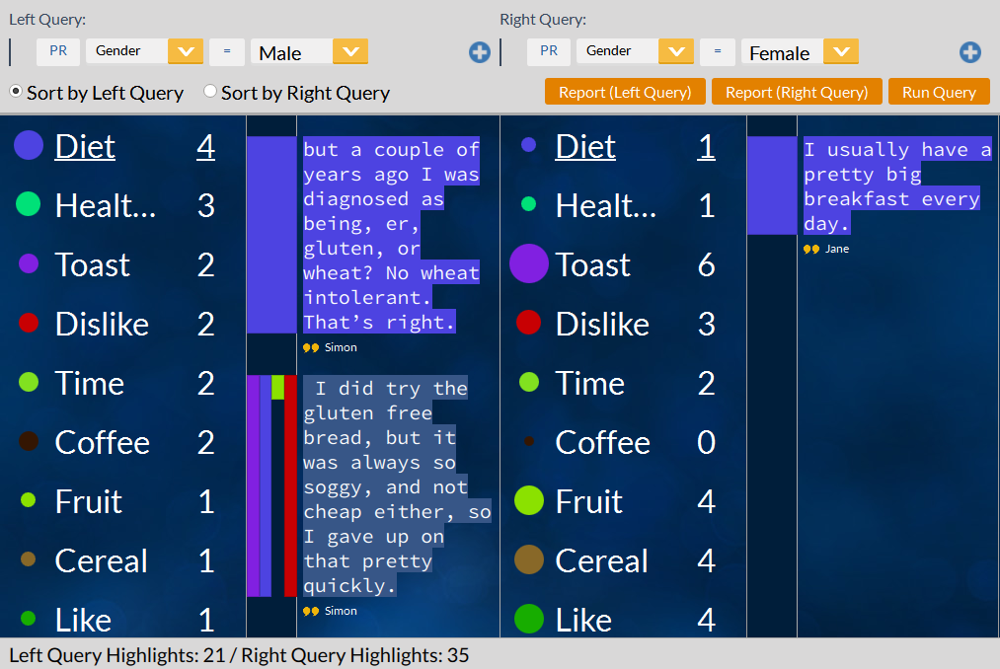 Left Query:
Right Query:
PR Gender = Male
PR Gender = Female
Sort by Left Query Sort by Right Query
Report (Left Query) Report (Right Query) Run Query
Diet 4
Healt... 3
Toast 2
Dislike 2
Time 2
Coffee 2
Fruit 1
Cereal 1
Like 1
but a couple of
years ago I was
diagnosed as
being, er,
gluten, or
wheat? No wheat
intolerant.
That’s right.
Simon
I did try the
gluten free
bread, but it
was always so
soggy, and not
cheap either, so
I gave up on
that pretty
quickly.
Simon
Diet 1
Healt... 1
Toast 6
Dislike 3
Time 2
Coffee 0
Fruit 4
Cereal 4
Like 4
I usually have a
pretty big
breakfast every
day.
Jane
Left Query Highlights: 21 / Right Query Highlights: 35